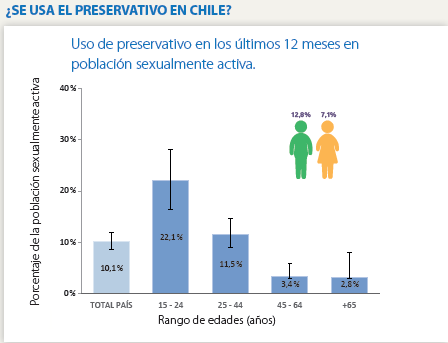 ¿SE USA EL PRESERVATIVO EN CHILE?
Uso de preservativo en los últimos 12 meses en
población sexualmente activa.
Porcentaje de la población sexualmente activa
40%
30%
20%
10%
0%
12,8% 7,1%
10,1%
22,1%
11,5%
3,4%
2,8%
TOTAL PAÍS 15 - 24 25 - 44 45 - 64 +65
Rango de edades (años)